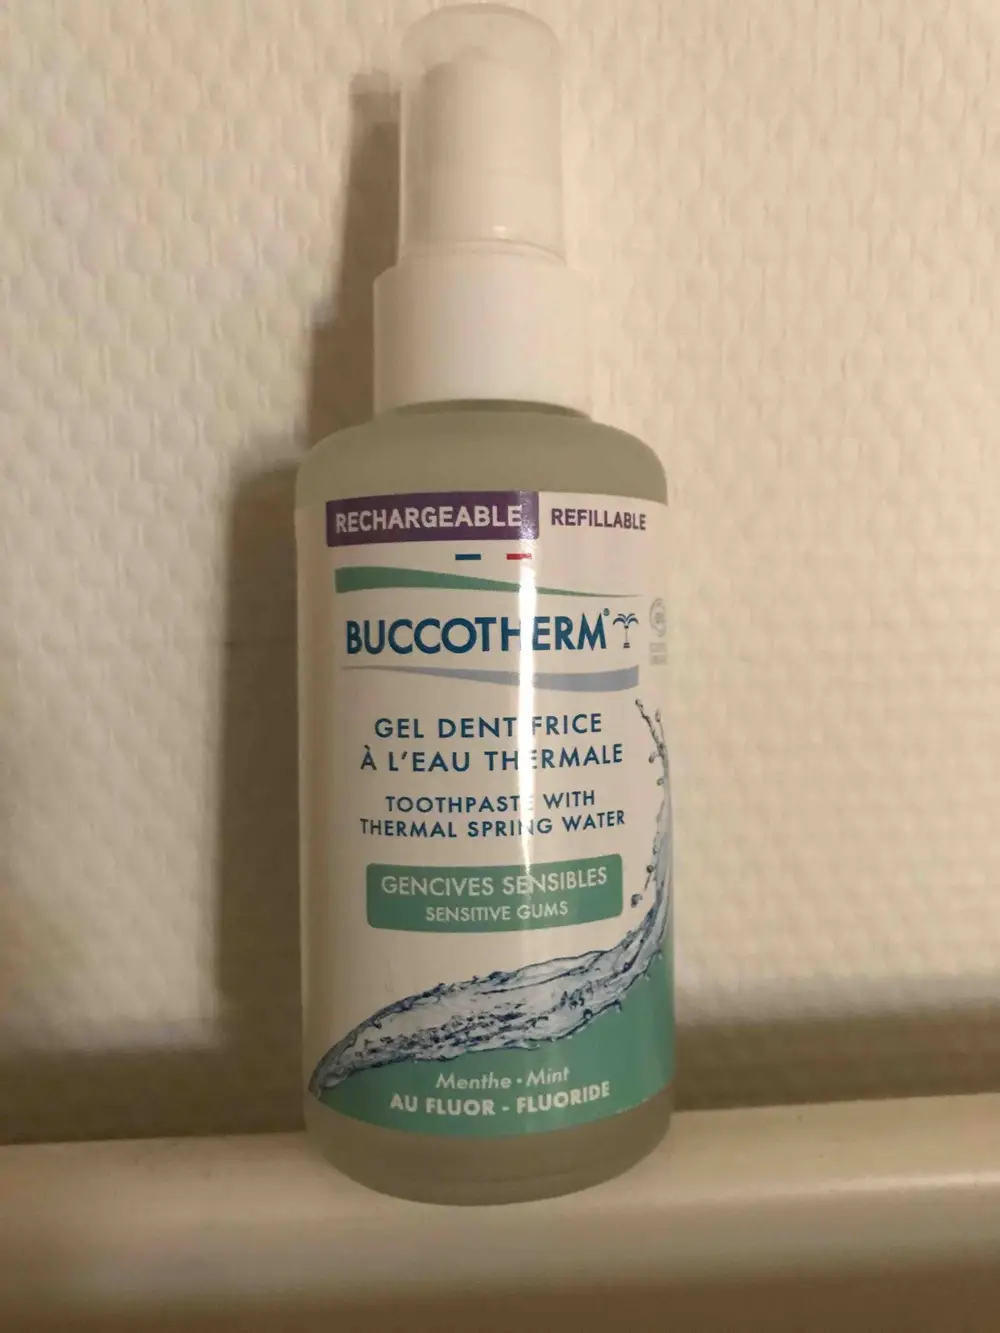 RECHARGEABLE REFILLABLE
BUCCOTHERM®
GEL DENTIFRICE
À L'EAU THERMALE
TOOTHPASTE WITH
THERMAL SPRING WATER
GENCIVES SENSIBLES
SENSITIVE GUMS
Menthe • Mint
AU FLUOR - FLUORIDE